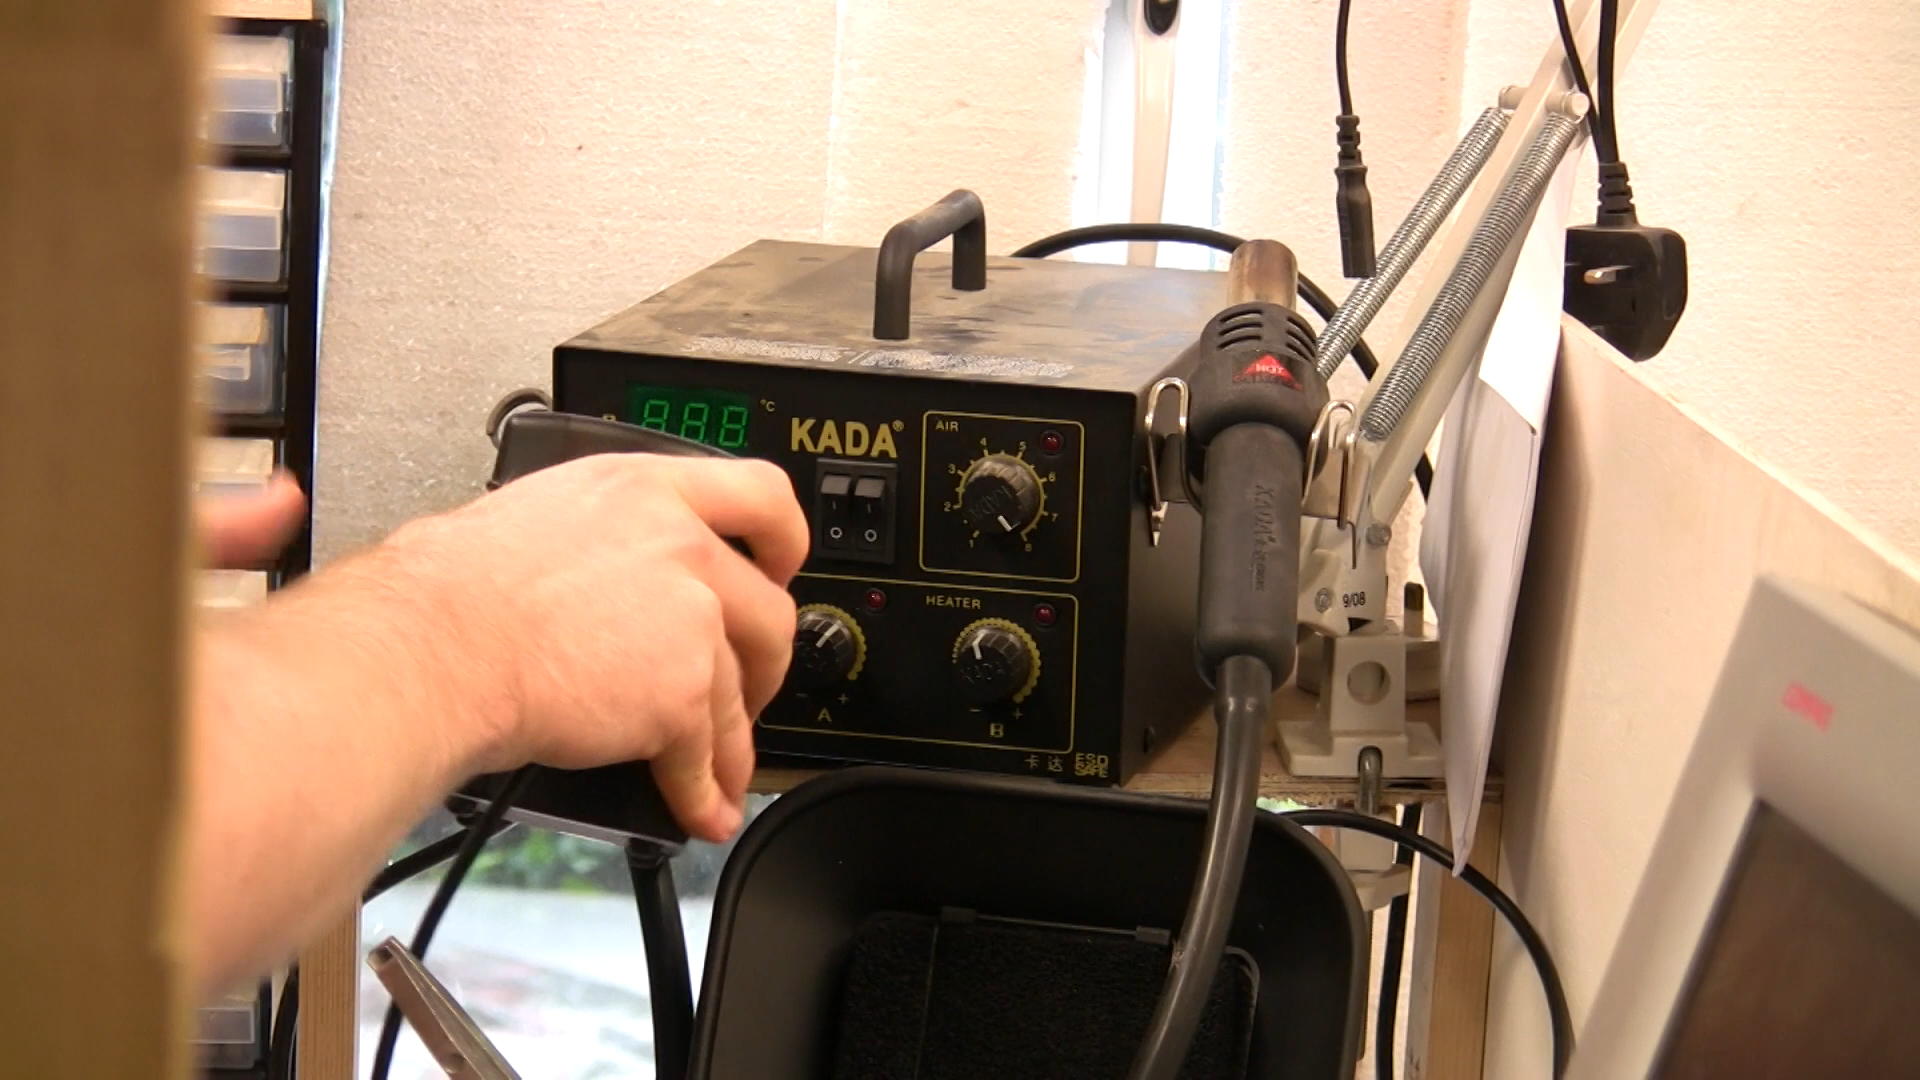 888
°C
KADA®
AIR
1 2 3 4 5 6 7 8
I I
O O
HEATER
- +
A
- +
B
卡 达
ESD
SAFE
HOT
KADA
9/08